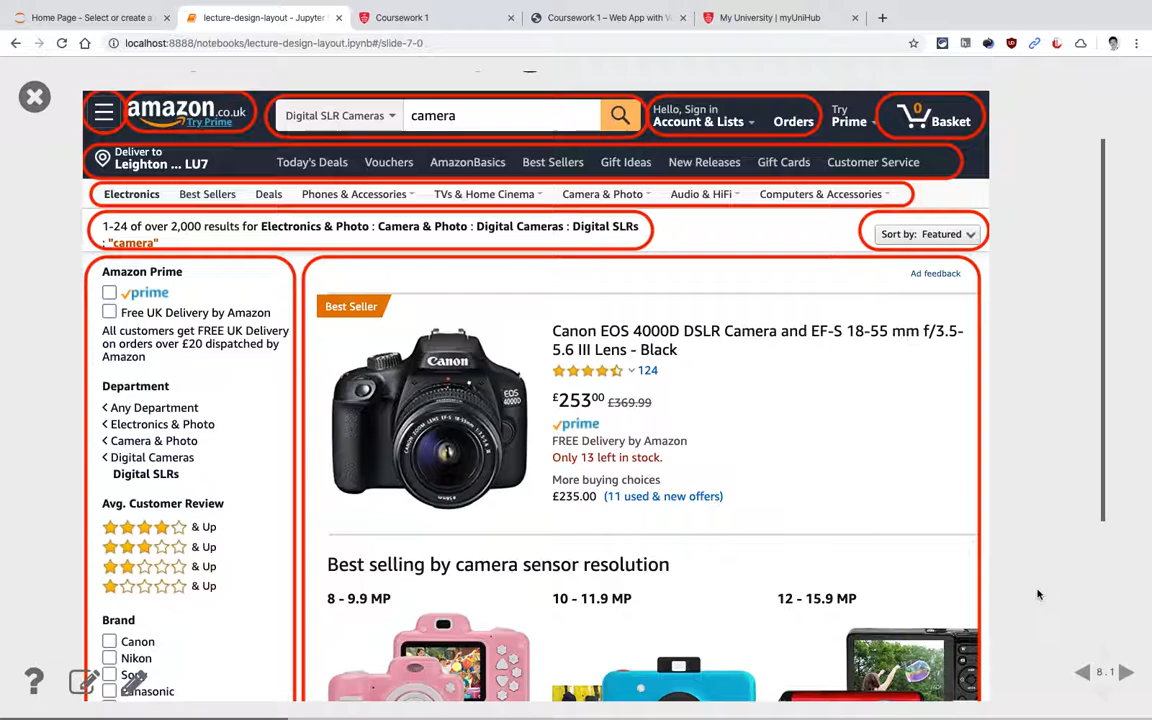 Home Page - Select or create a
lecture-design-layout - Jupyter
Coursework 1
Coursework 1 – Web App with V
My University | myUniHub
localhost:8888/notebooks/lecture-design-layout.ipynb#/slide-7-0
amazon.co.uk
Try Prime
Digital SLR Cameras
camera
Hello, Sign in
Account & Lists
Orders
Try
Prime
0
Basket
Deliver to
Leighton ... LU7
Today's Deals Vouchers AmazonBasics Best Sellers Gift Ideas New Releases Gift Cards Customer Service
Electronics Best Sellers Deals Phones & Accessories TVs & Home Cinema Camera & Photo Audio & HiFi Computers & Accessories
1-24 of over 2,000 results for Electronics & Photo : Camera & Photo : Digital Cameras : Digital SLRs
: "camera"
Sort by: Featured
Amazon Prime
prime
Free UK Delivery by Amazon
All customers get FREE UK Delivery
on orders over £20 dispatched by
Amazon
Department
Any Department
Electronics & Photo
Camera & Photo
Digital Cameras
Digital SLRs
Avg. Customer Review
& Up
& Up
& Up
& Up
Brand
Canon
Nikon
Panasonic
Ad feedback
Best Seller
Canon
EOS
4000D
Canon EOS 4000D DSLR Camera and EF-S 18-55 mm f/3.5-
5.6 III Lens - Black
124
£253.00 £369.99
prime
FREE Delivery by Amazon
Only 13 left in stock.
More buying choices
£235.00 (11 used & new offers)
Best selling by camera sensor resolution
8 - 9.9 MP
10 - 11.9 MP
12 - 15.9 MP
8.1